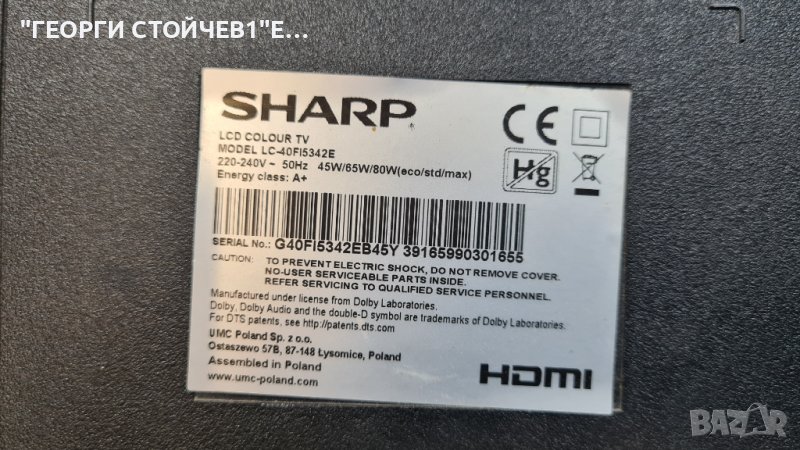 "ГЕОРГИ СТОЙЧЕВ1"Е...
SHARP
LCD COLOUR TV
MODEL LC-40FI5342E
220-240V ~ 50Hz 45W/65W/80W(eco/std/max)
Energy class: A+
CE
Hg
SERIAL No.: G40FI5342EB45Y 39165990301655
CAUTION: TO PREVENT ELECTRIC SHOCK, DO NOT REMOVE COVER.
NO-USER SERVICEABLE PARTS INSIDE.
REFER SERVICING TO QUALIFIED SERVICE PERSONNEL.
Manufactured under license from Dolby Laboratories.
Dolby, Dolby Audio and the double-D symbol are trademarks of Dolby Laboratories.
For DTS patents, see http://patents.dts.com
UMC Poland Sp. z o.o.
Ostaszewo 57B, 87-148 Łysomice, Poland
Assembled in Poland
www.umc-poland.com
HDMI
BAZAR